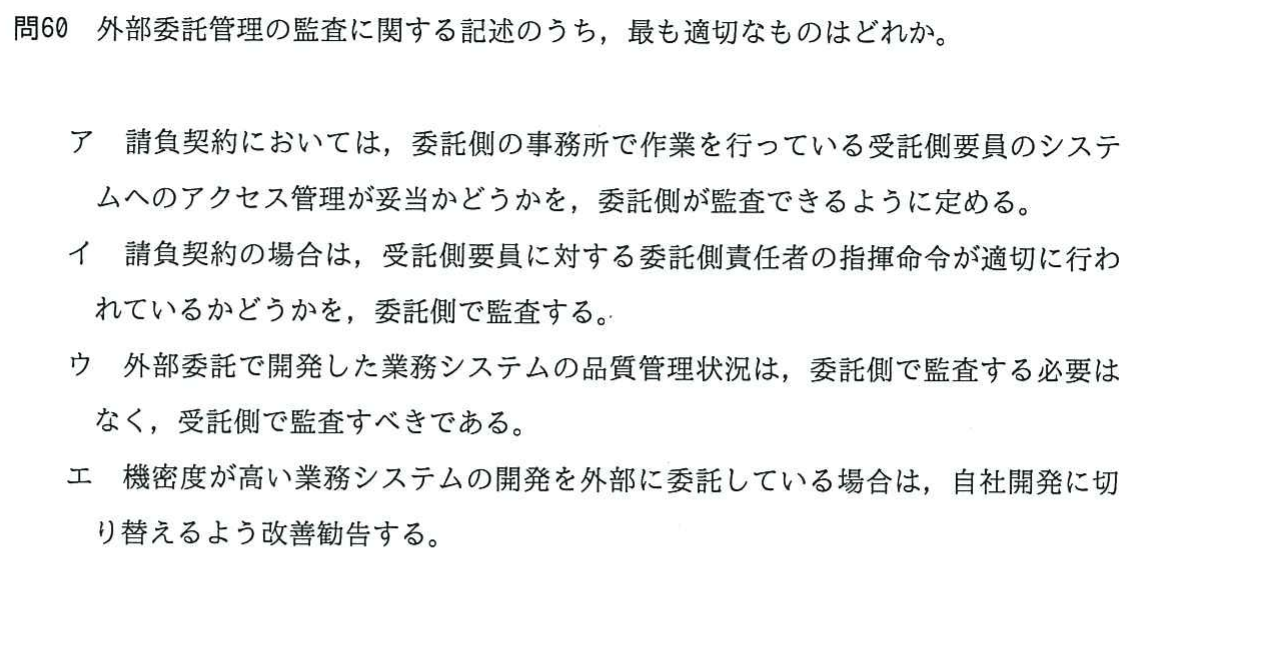 問60　外部委託管理の監査に関する記述のうち，最も適切なものはどれか。
ア　請負契約においては，委託側の事務所で作業を行っている受託側要員のシステ
ムへのアクセス管理が妥当かどうかを，委託側が監査できるように定める。
イ　請負契約の場合は，受託側要員に対する委託側責任者の指揮命令が適切に行わ
れているかどうかを，委託側で監査する。
ウ　外部委託で開発した業務システムの品質管理状況は，委託側で監査する必要は
なく，受託側で監査すべきである。
エ　機密度が高い業務システムの開発を外部に委託している場合は，自社開発に切
り替えるよう改善勧告する。